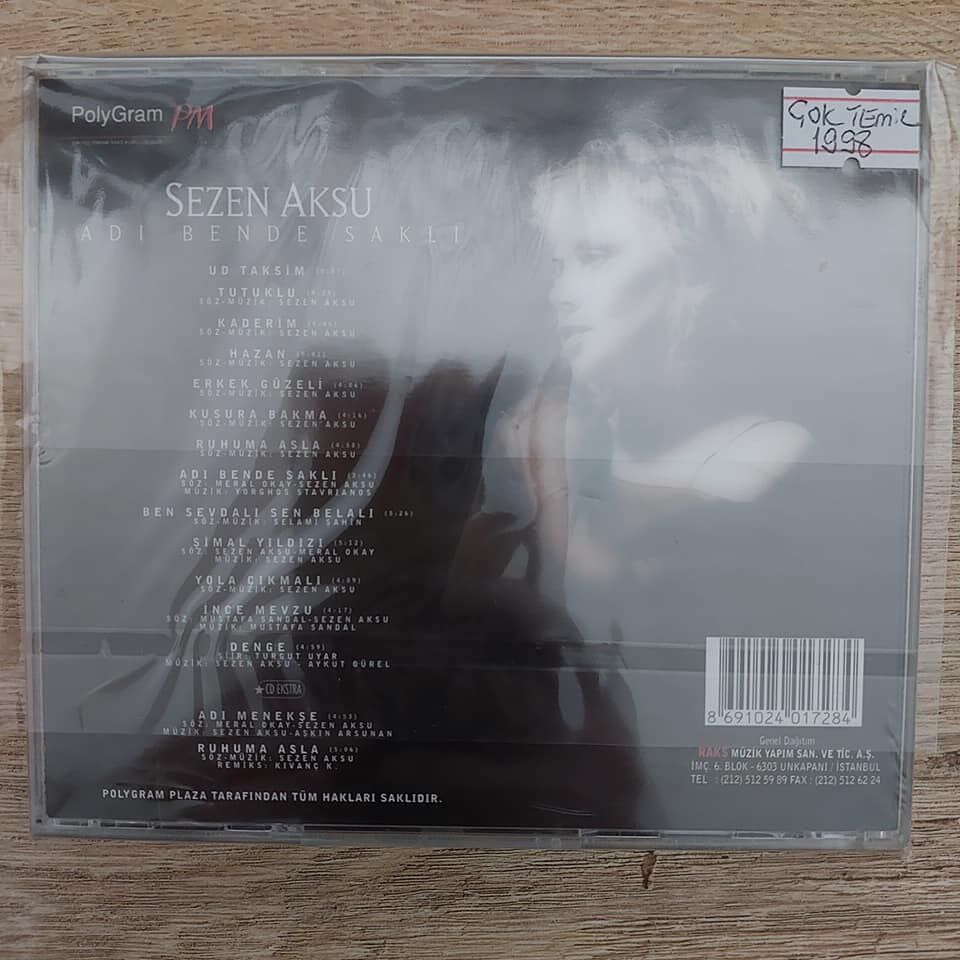 PolyGram PM
ÇOK TEMİZ
1998
SEZEN AKSU
ADI BENDE SAKLI
UD TAKSİM
TUTUKLU
SÖZ-MÜZİK: SEZEN AKSU
KADERİM
SÖZ-MÜZİK: SEZEN AKSU
HAZAN
SÖZ-MÜZİK: SEZEN AKSU
ERKEK GÜZELİ (4:04)
SÖZ-MÜZİK: SEZEN AKSU
KUSURA BAKMA (4:14)
SÖZ-MÜZİK: SEZEN AKSU
RUHUMA ASLA (4:58)
SÖZ-MÜZİK: SEZEN AKSU
ADI BENDE SAKLI (3:46)
SÖZ: MERAL OKAY-SEZEN AKSU
MÜZİK: YORGHOS STAVRIANOS
BEN SEVDALI SEN BELALI (5:26)
SÖZ-MÜZİK: SELAMİ ŞAHİN
ŞİMAL YILDIZI (5:12)
SÖZ: SEZEN AKSU-MERAL OKAY
MÜZİK: SEZEN AKSU
YOLA ÇIKMALI (4:09)
SÖZ-MÜZİK: SEZEN AKSU
İNCE MEVZU (4:17)
SÖZ: MUSTAFA SANDAL-SEZEN AKSU
MÜZİK: MUSTAFA SANDAL
DENGE (4:59)
ŞİİR: TURGUT UYAR
MÜZİK: SEZEN AKSU - AYKUT GÜREL
★CD EKSTRA
ADI MENEKŞE (4:53)
SÖZ: MERAL OKAY-SEZEN AKSU
MÜZİK: SEZEN AKSU-AŞKIN ARSUNAN
RUHUMA ASLA (5:06)
SÖZ-MÜZİK: SEZEN AKSU
REMİKS: KIVANÇ K.
POLYGRAM PLAZA TARAFINDAN TÜM HAKLARI SAKLIDIR.
8 691024 017284
Genel Dağıtım
RAKS MÜZİK YAPIM SAN. VE TİC. A.Ş.
İMÇ. 6. BLOK - 6303 UNKAPANI / İSTANBUL
TEL : (212) 512 59 89 FAX : (212) 512 62 24